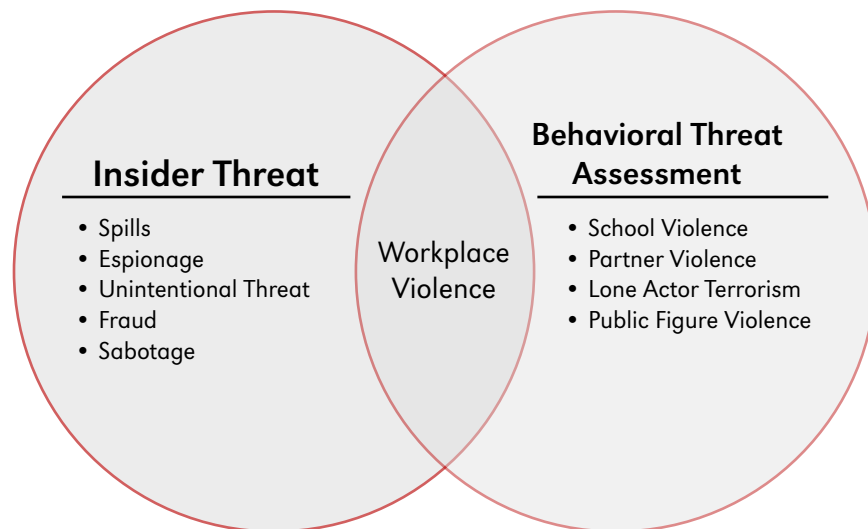 Insider Threat
• Spills
• Espionage
• Unintentional Threat
• Fraud
• Sabotage
Workplace
Violence
Behavioral Threat
Assessment
• School Violence
• Partner Violence
• Lone Actor Terrorism
• Public Figure Violence